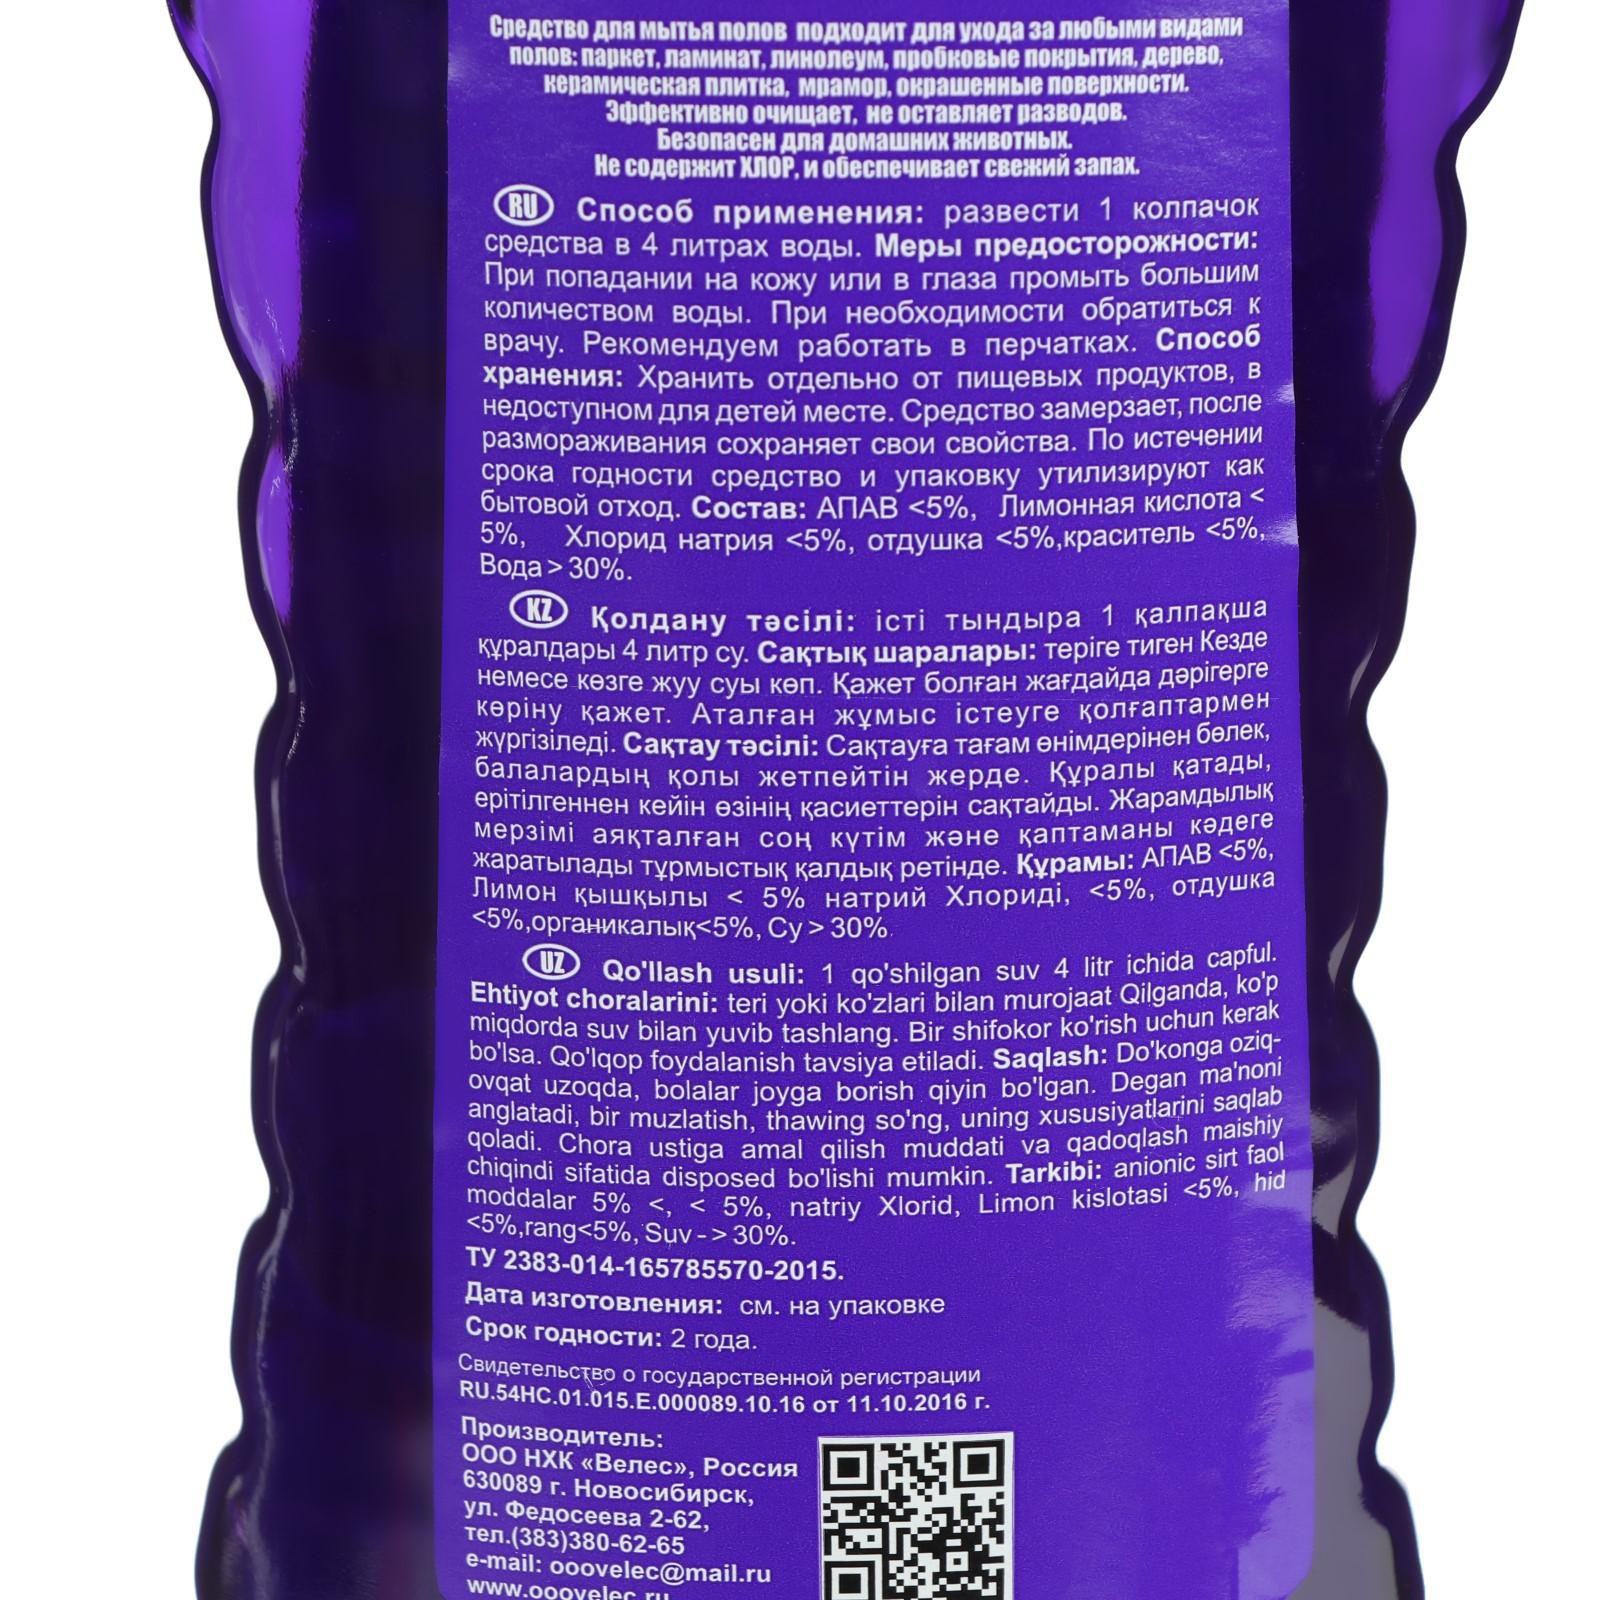 Средство для мытья полов подходит для ухода за любыми видами
полов: паркет, ламинат, линолеум, пробковые покрытия, дерево,
керамическая плитка, мрамор, окрашенные поверхности.
Эффективно очищает, не оставляет разводов.
Безопасен для домашних животных.
Не содержит ХЛОР, и обеспечивает свежий запах.
RU Способ применения: развести 1 колпачок
средства в 4 литрах воды. Меры предосторожности:
При попадании на кожу или в глаза промыть большим
количеством воды. При необходимости обратиться к
врачу. Рекомендуем работать в перчатках. Способ
хранения: Хранить отдельно от пищевых продуктов, в
недоступном для детей месте. Средство замерзает, после
размораживания сохраняет свои свойства. По истечении
срока годности средство и упаковку утилизируют как
бытовой отход. Состав: АПАВ <5%, Лимонная кислота <
5%, Хлорид натрия <5%, отдушка <5%,краситель <5%,
Вода > 30%.
KZ Қолдану тәсілі: істі тындыра 1 қалпақша
құралдары 4 литр су. Сақтық шаралары: теріге тиген Кезде
немесе көзге жуу суы көп. Қажет болған жағдайда дәрігерге
көріну қажет. Аталған жұмыс істеуге қолғаптармен
жүргізіледі. Сақтау тәсілі: Сақтауға тағам өнімдерінен бөлек,
балалардың қолы жетпейтін жерде. Құралы қатады,
ерітілгеннен кейін өзінің қасиеттерін сақтайды. Жарамдылық
мерзімі аяқталған соң күтім және қаптаманы кәдеге
жаратылады тұрмыстық қалдық ретінде. Құрамы: АПАВ <5%,
Лимон қышқылы < 5% натрий Хлориді, <5%, отдушка
<5%,органикалық<5%, Су > 30%.
UZ Qo'llash usuli: 1 qo'shilgan suv 4 litr ichida capful.
Ehtiyot choralarini: teri yoki ko'zlari bilan murojaat Qilganda, ko'p
miqdorda suv bilan yuvib tashlang. Bir shifokor ko'rish uchun kerak
bo'lsa. Qo'lqop foydalanish tavsiya etiladi. Saqlash: Do'konga oziq-
ovqat uzoqda, bolalar joyga borish qiyin bo'lgan. Degan ma'noni
anglatadi, bir muzlatish, thawing so'ng, uning xususiyatlarini saqlab
qoladi. Chora ustiga amal qilish muddati va qadoqlash maishiy
chiqindi sifatida disposed bo'lishi mumkin. Tarkibi: anionic sirt faol
moddalar 5% <, < 5%, natriy Xlorid, Limon kislotasi <5%, hid
<5%,rang<5%, Suv - > 30%.
ТУ 2383-014-165785570-2015.
Дата изготовления: см. на упаковке
Срок годности: 2 года.
Свидетельство о государственной регистрации
RU.54НС.01.015.Е.000089.10.16 от 11.10.2016 г.
Производитель:
ООО НХК «Велес», Россия
630089 г. Новосибирск,
ул. Федосеева 2-62,
тел.(383)380-62-65
e-mail: ooovelec@mail.ru
www.ooovelec.ru